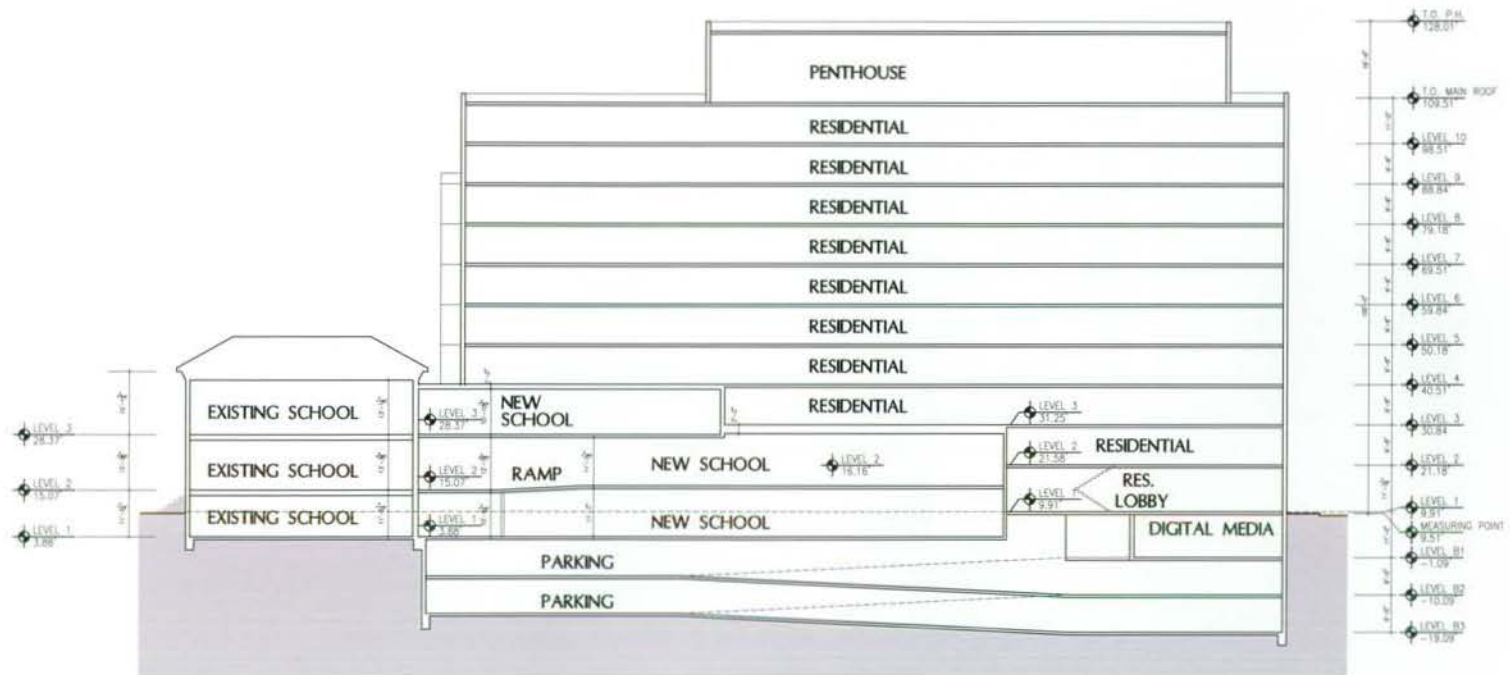 T.O. P.H.
128.01'
PENTHOUSE
T.O. MAIN ROOF
109.51'
RESIDENTIAL
LEVEL 10
98.51'
RESIDENTIAL
LEVEL 9
88.84'
RESIDENTIAL
LEVEL 8
79.18'
RESIDENTIAL
LEVEL 7
69.51'
RESIDENTIAL
LEVEL 6
59.84'
RESIDENTIAL
LEVEL 5
50.18'
RESIDENTIAL
LEVEL 4
40.51'
EXISTING SCHOOL
LEVEL 3
28.37'
NEW
SCHOOL
RESIDENTIAL
LEVEL 3
31.25'
LEVEL 3
30.84'
LEVEL 3
28.37'
EXISTING SCHOOL
LEVEL 2
15.07'
RAMP
NEW SCHOOL
LEVEL 2
16.16'
LEVEL 2
21.58'
RESIDENTIAL
LEVEL 2
21.18'
LEVEL 2
15.07'
EXISTING SCHOOL
LEVEL 1
3.88'
NEW SCHOOL
LEVEL 1
9.91'
RES.
LOBBY
LEVEL 1
9.91'
LEVEL 1
3.88'
DIGITAL MEDIA
MEASURING POINT
9.51'
PARKING
LEVEL B1
-1.09'
PARKING
LEVEL B2
-10.09'
LEVEL B3
-19.09'